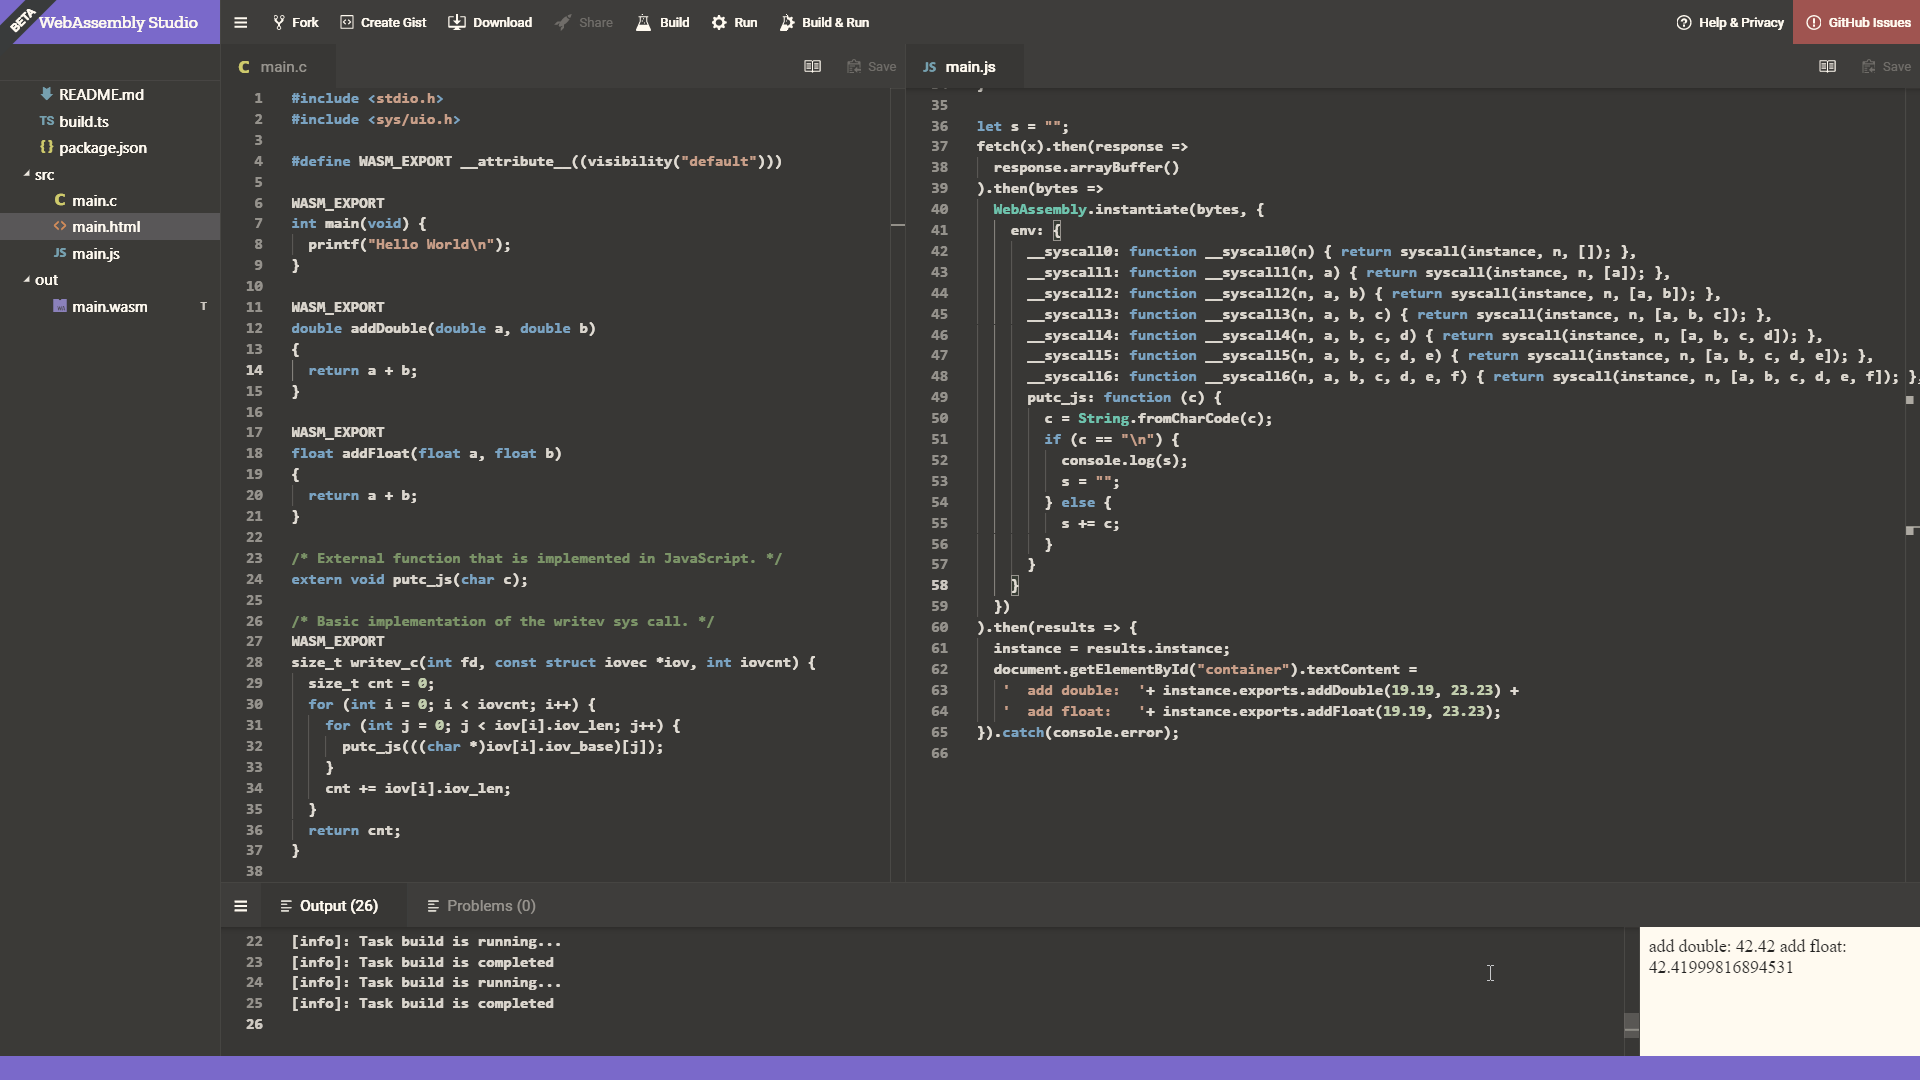 BETA
WebAssembly Studio
Fork
Create Gist
Download
Share
Build
Run
Build & Run
Help & Privacy
GitHub Issues
README.md
TS build.ts
{} package.json
src
C main.c
<> main.html
JS main.js
out
main.wasm T
C main.c
Save
1 #include <stdio.h>
2 #include <sys/uio.h>
3
4 #define WASM_EXPORT __attribute__((visibility("default")))
5
6 WASM_EXPORT
7 int main(void) {
8 printf("Hello World\n");
9 }
10
11 WASM_EXPORT
12 double addDouble(double a, double b)
13 {
14 return a + b;
15 }
16
17 WASM_EXPORT
18 float addFloat(float a, float b)
19 {
20 return a + b;
21 }
22
23 /* External function that is implemented in JavaScript. */
24 extern void putc_js(char c);
25
26 /* Basic implementation of the writev sys call. */
27 WASM_EXPORT
28 size_t writev_c(int fd, const struct iovec *iov, int iovcnt) {
29 size_t cnt = 0;
30 for (int i = 0; i < iovcnt; i++) {
31 for (int j = 0; j < iov[i].iov_len; j++) {
32 putc_js(((char *)iov[i].iov_base)[j]);
33 }
34 cnt += iov[i].iov_len;
35 }
36 return cnt;
37 }
38
JS main.js
Save
35
36 let s = "";
37 fetch(x).then(response =>
38 response.arrayBuffer()
39 ).then(bytes =>
40 WebAssembly.instantiate(bytes, {
41 env: {
42 __syscall0: function __syscall0(n) { return syscall(instance, n, []); },
43 __syscall1: function __syscall1(n, a) { return syscall(instance, n, [a]); },
44 __syscall2: function __syscall2(n, a, b) { return syscall(instance, n, [a, b]); },
45 __syscall3: function __syscall3(n, a, b, c) { return syscall(instance, n, [a, b, c]); },
46 __syscall4: function __syscall4(n, a, b, c, d) { return syscall(instance, n, [a, b, c, d]); },
47 __syscall5: function __syscall5(n, a, b, c, d, e) { return syscall(instance, n, [a, b, c, d, e]); },
48 __syscall6: function __syscall6(n, a, b, c, d, e, f) { return syscall(instance, n, [a, b, c, d, e, f]); },
49 putc_js: function (c) {
50 c = String.fromCharCode(c);
51 if (c == "\n") {
52 console.log(s);
53 s = "";
54 } else {
55 s += c;
56 }
57 }
58 }
59 })
60 ).then(results => {
61 instance = results.instance;
62 document.getElementById("container").textContent =
63 '  add double:  '+ instance.exports.addDouble(19.19, 23.23) +
64 '  add float:   '+ instance.exports.addFloat(19.19, 23.23);
65 }).catch(console.error);
66
Output (26)
Problems (0)
22 [info]: Task build is running...
23 [info]: Task build is completed
24 [info]: Task build is running...
25 [info]: Task build is completed
26
add double: 42.42 add float:
42.41999816894531